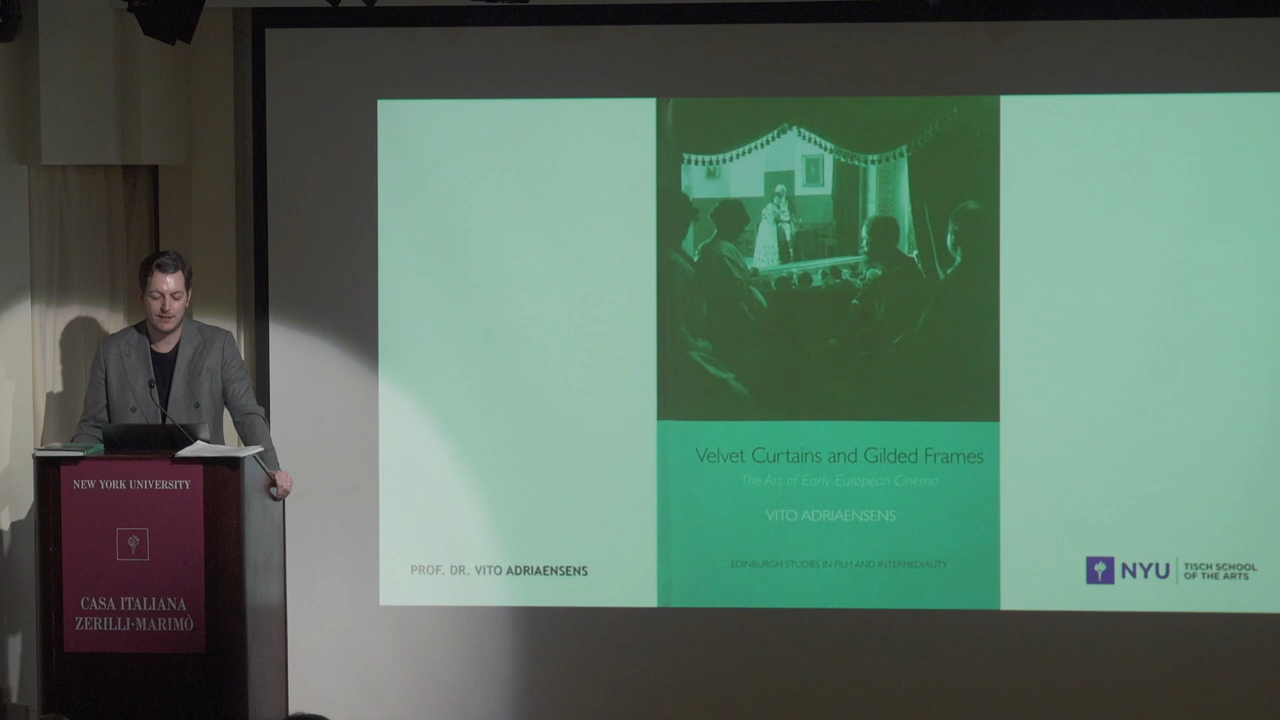 NEW YORK UNIVERSITY
CASA ITALIANA
ZERILLI-MARIMÒ
PROF. DR. VITO ADRIAENSENS
Velvet Curtains and Gilded Frames
The Art of Early European Cinema
VITO ADRIAENSENS
EDINBURGH STUDIES IN FILM AND INTERMEDIALITY
NYU
TISCH SCHOOL
OF THE ARTS